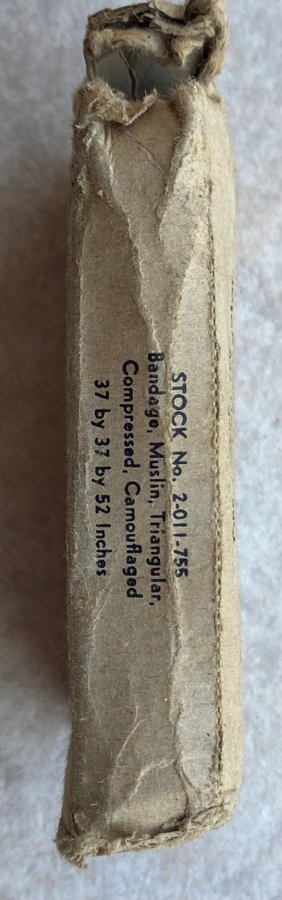 STOCK No. 2-011-755
Bandage, Muslin, Triangular,
Compressed, Camouflaged
37 by 37 by 52 Inches